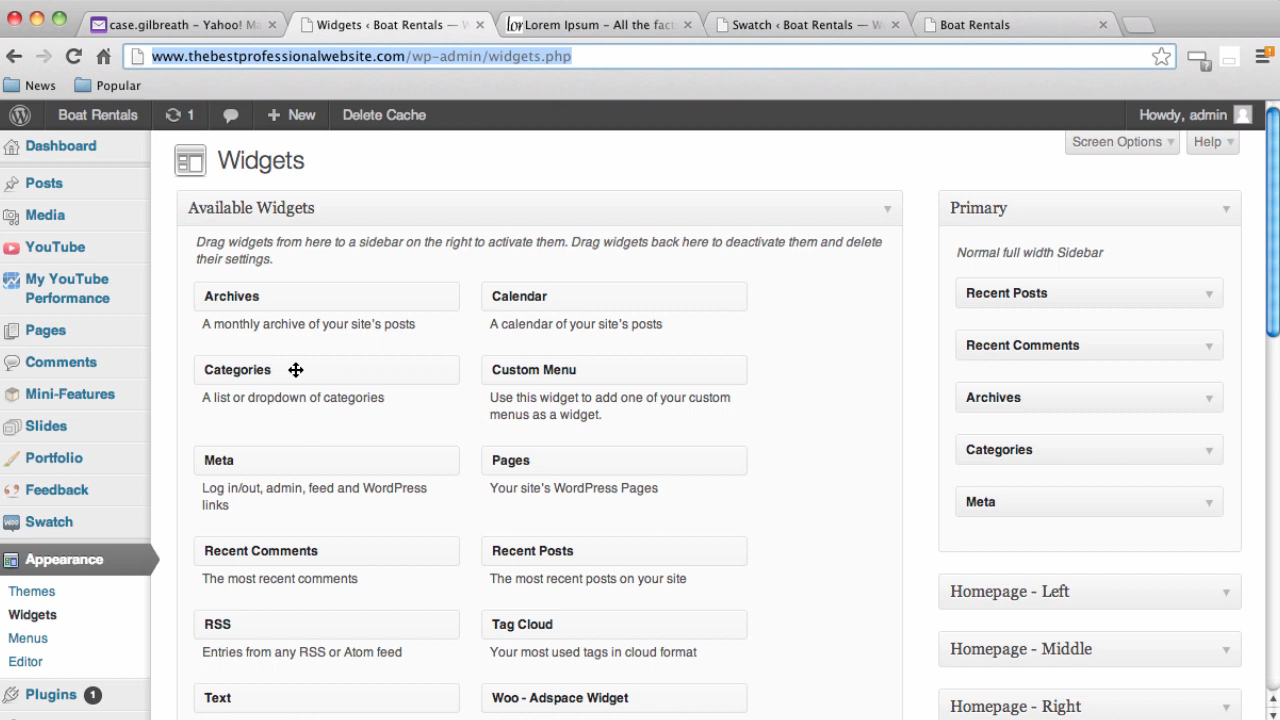 case.gilbreath – Yahoo! Ma
Widgets ‹ Boat Rentals — W
Lorem Ipsum – All the fact
Swatch ‹ Boat Rentals — W
Boat Rentals
www.thebestprofessionalwebsite.com/wp-admin/widgets.php
News
Popular
Boat Rentals
1
New
Delete Cache
Howdy, admin
Dashboard
Posts
Media
YouTube
My YouTube
Performance
Pages
Comments
Mini-Features
Slides
Portfolio
Feedback
Swatch
Appearance
Themes
Widgets
Menus
Editor
Plugins 1
Screen Options
Help
Widgets
Available Widgets
Drag widgets from here to a sidebar on the right to activate them. Drag widgets back here to deactivate them and delete
their settings.
Archives
A monthly archive of your site's posts
Calendar
A calendar of your site's posts
Categories
A list or dropdown of categories
Custom Menu
Use this widget to add one of your custom
menus as a widget.
Meta
Log in/out, admin, feed and WordPress
links
Pages
Your site's WordPress Pages
Recent Comments
The most recent comments
Recent Posts
The most recent posts on your site
RSS
Entries from any RSS or Atom feed
Tag Cloud
Your most used tags in cloud format
Text
Woo - Adspace Widget
Primary
Normal full width Sidebar
Recent Posts
Recent Comments
Archives
Categories
Meta
Homepage - Left
Homepage - Middle
Homepage - Right